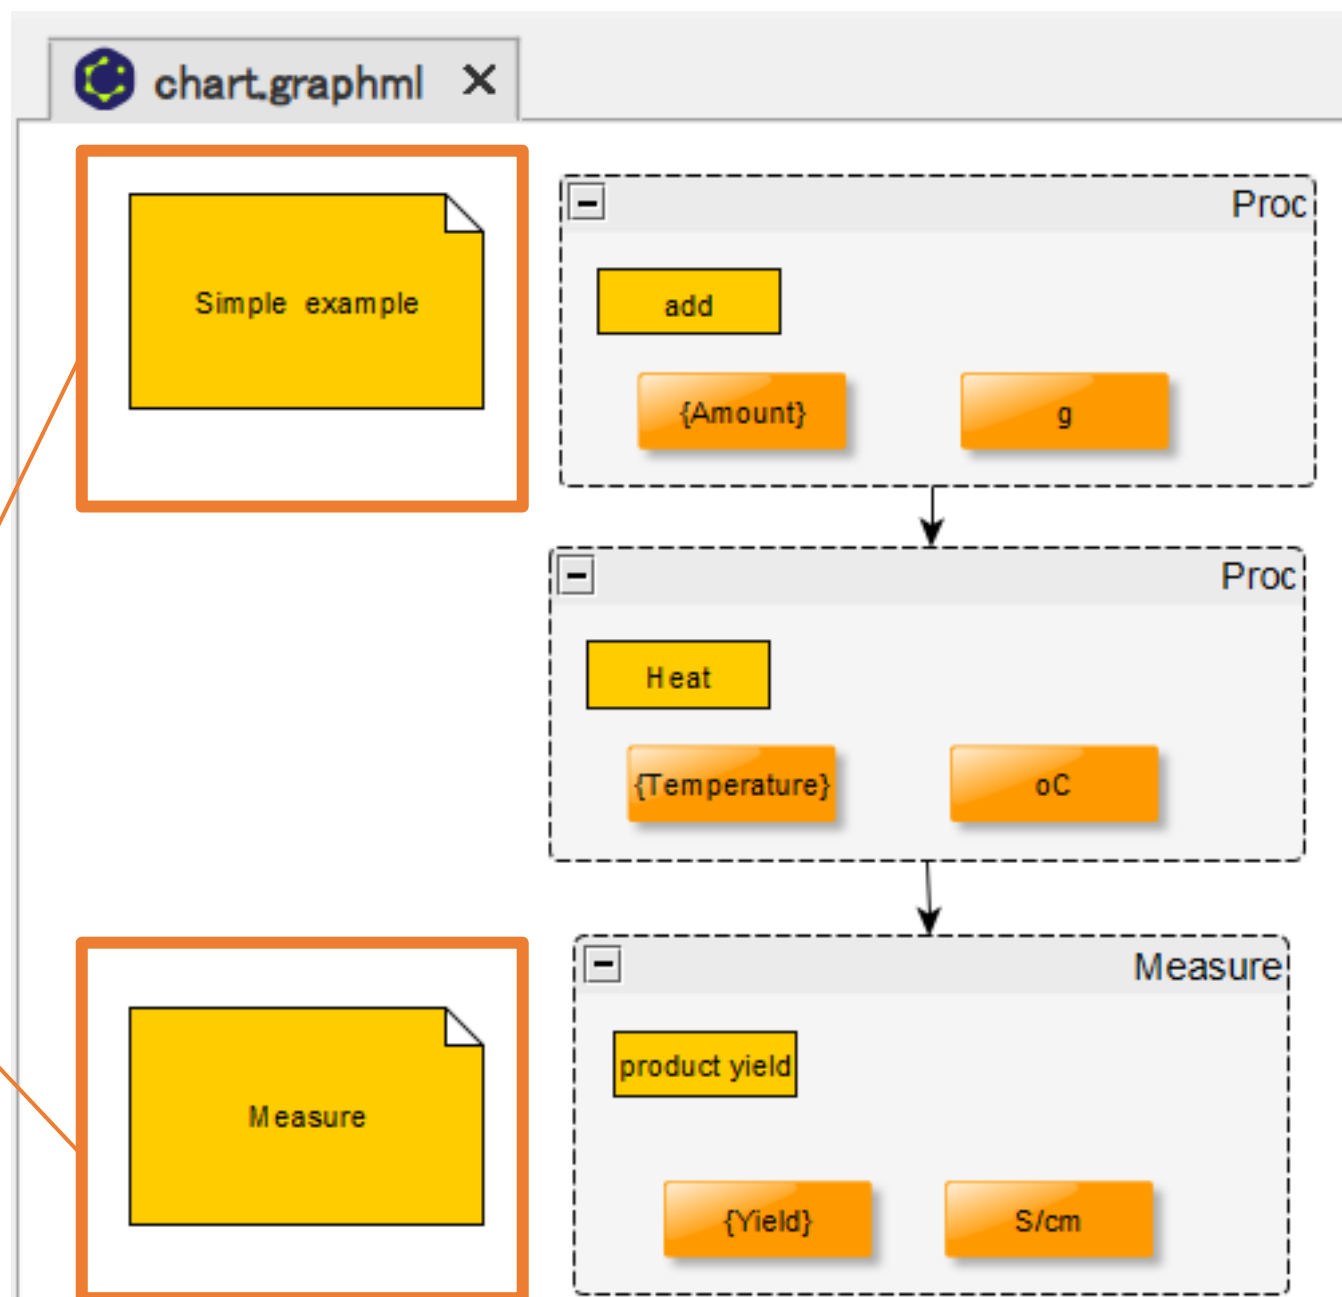 chart.graphml
Simple example
Proc
add
{Amount}
g
Proc
Heat
{Temperature}
oC
Measure
Measure
product yield
{Yield}
S/cm